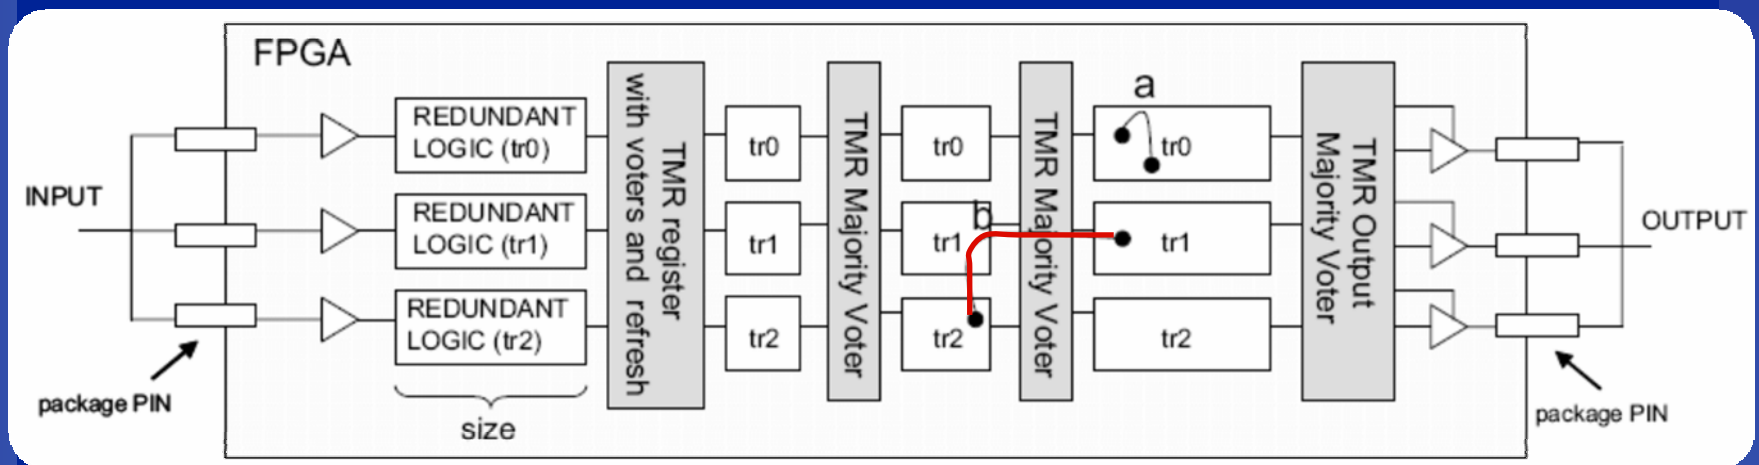 FPGA
INPUT
package PIN
REDUNDANT
LOGIC (tr0)
REDUNDANT
LOGIC (tr1)
REDUNDANT
LOGIC (tr2)
size
TMR register
with voters and refresh
tr0
tr1
tr2
TMR Majority Voter
tr0
tr1
tr2
b
TMR Majority Voter
a
tr0
tr1
tr2
TMR Output
Majority Voter
OUTPUT
package PIN